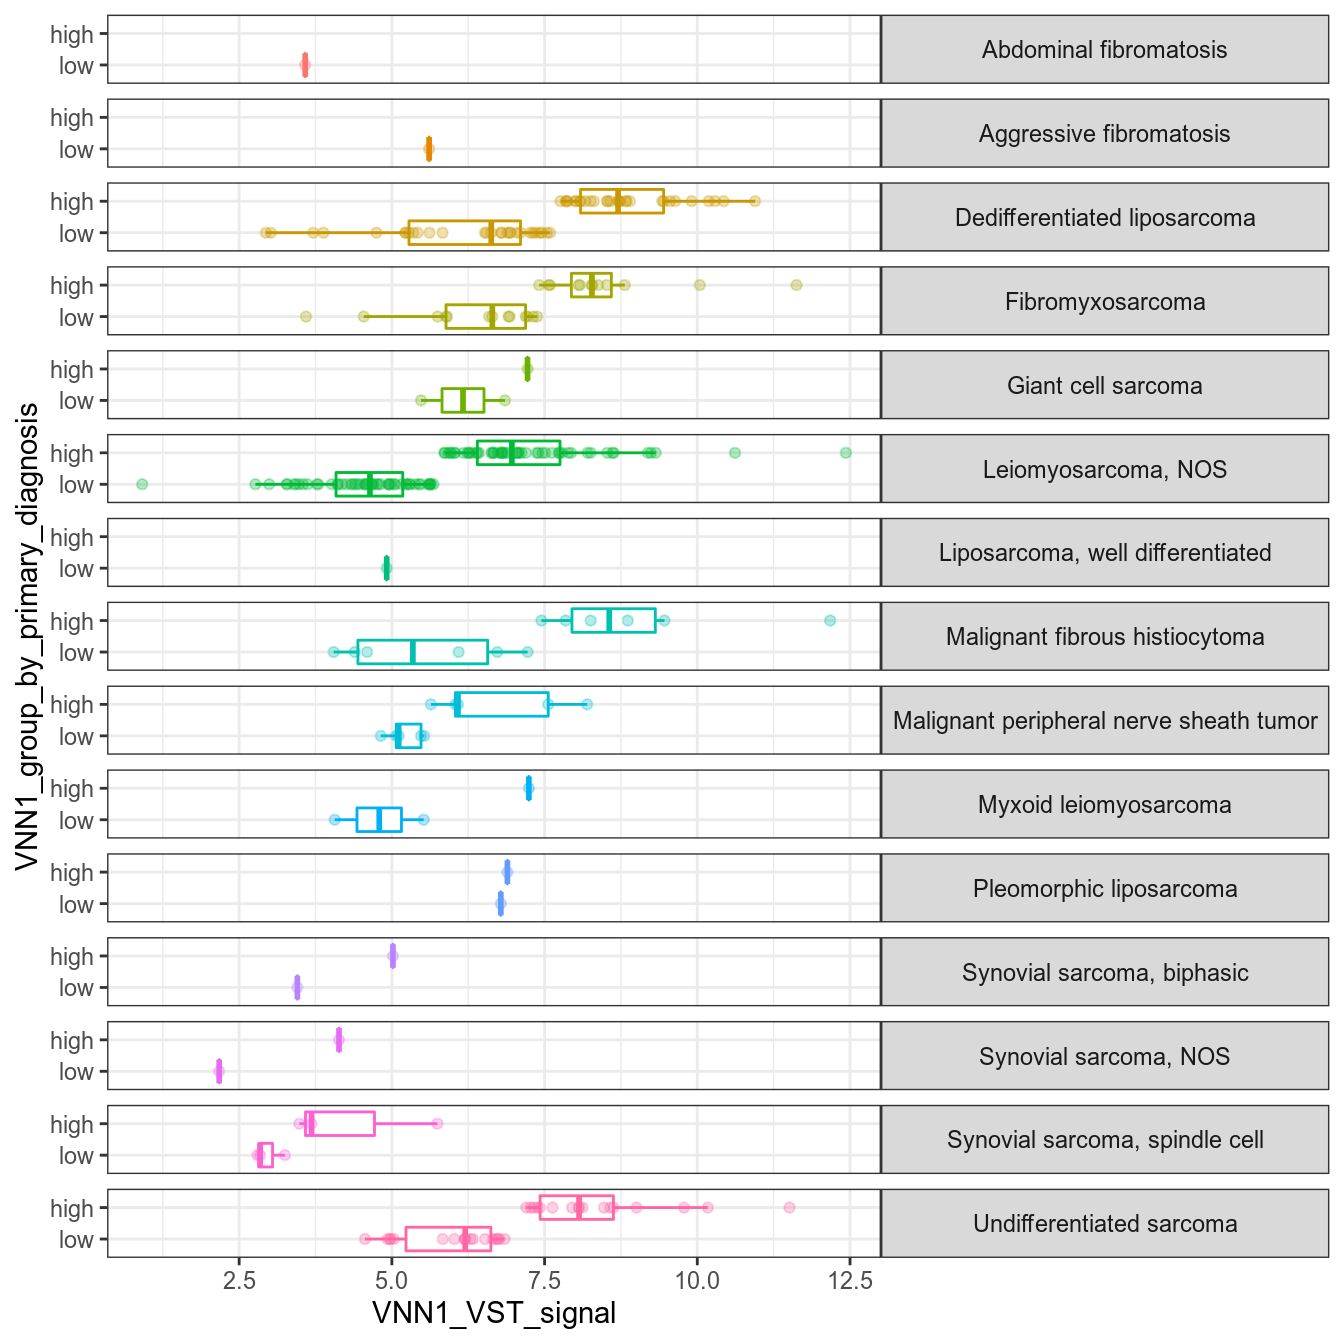 high
low
Abdominal fibromatosis
high
low
Aggressive fibromatosis
high
low
Dedifferentiated liposarcoma
high
low
Fibromyxosarcoma
high
low
Giant cell sarcoma
high
low
Leiomyosarcoma, NOS
high
low
Liposarcoma, well differentiated
high
low
Malignant fibrous histiocytoma
high
low
Malignant peripheral nerve sheath tumor
high
low
Myxoid leiomyosarcoma
high
low
Pleomorphic liposarcoma
high
low
Synovial sarcoma, biphasic
high
low
Synovial sarcoma, NOS
high
low
Synovial sarcoma, spindle cell
high
low
Undifferentiated sarcoma
VNN1_group_by_primary_diagnosis
2.5 5.0 7.5 10.0 12.5
VNN1_VST_signal